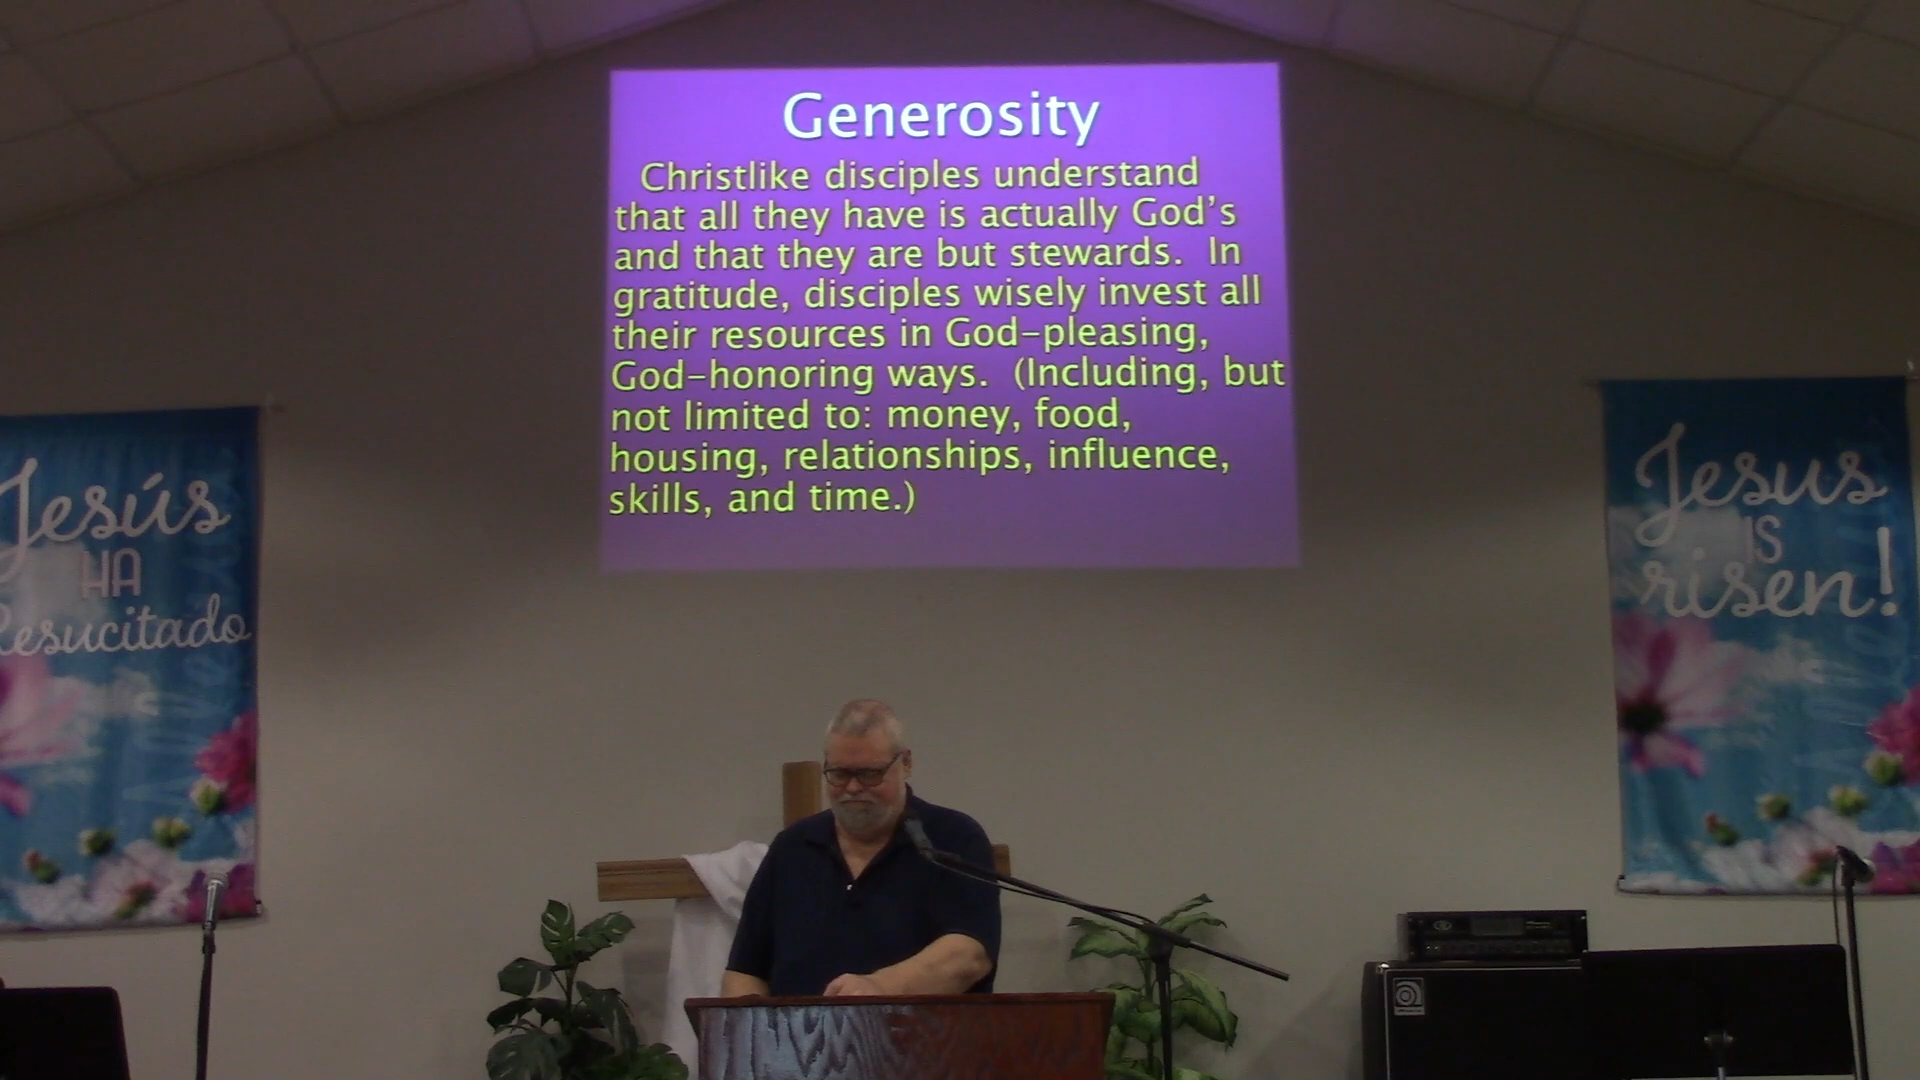 Generosity
Christlike disciples understand
that all they have is actually God's
and that they are but stewards.  In
gratitude, disciples wisely invest all
their resources in God-pleasing,
God-honoring ways.  (Including, but
not limited to: money, food,
housing, relationships, influence,
skills, and time.)
Jesús
HA
Resucitado
Jesus
IS
risen!